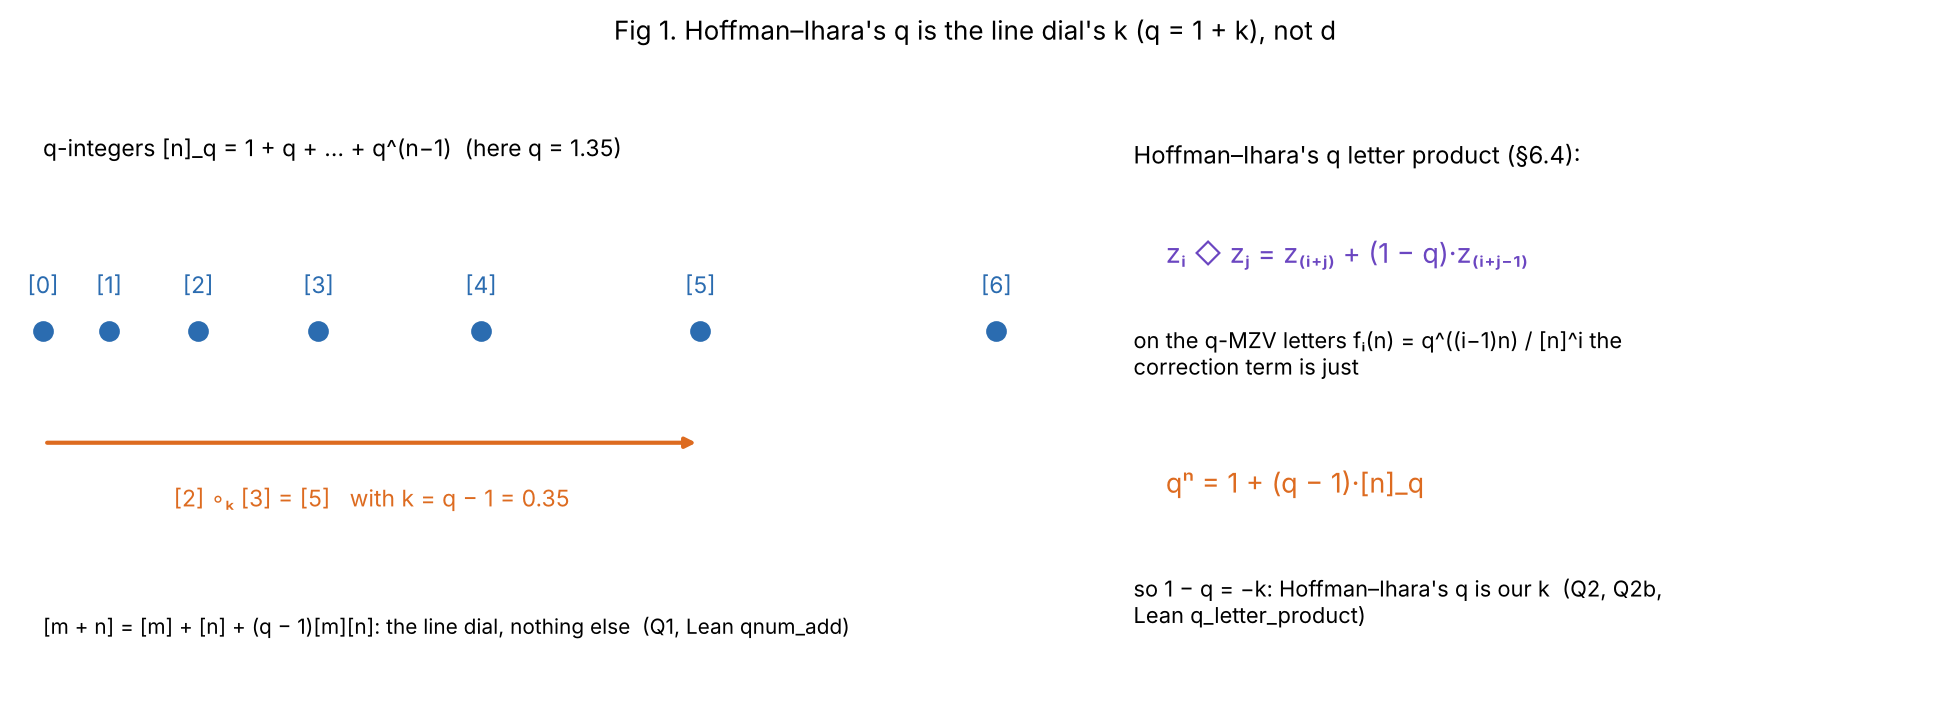 Fig 1. Hoffman–Ihara's q is the line dial's k (q = 1 + k), not d
q-integers [n]_q = 1 + q + … + q^(n−1)  (here q = 1.35)
[0] [1] [2] [3] [4] [5] [6]
[2] ∘ₖ [3] = [5]   with k = q − 1 = 0.35
[m + n] = [m] + [n] + (q − 1)[m][n]: the line dial, nothing else  (Q1, Lean qnum_add)
Hoffman–Ihara's q letter product (§6.4):
zᵢ ◇ zⱼ = z₍ᵢ₊ⱼ₎ + (1 − q)·z₍ᵢ₊ⱼ₋₁₎
on the q-MZV letters fᵢ(n) = q^((i−1)n) / [n]^i the
correction term is just
qⁿ = 1 + (q − 1)·[n]_q
so 1 − q = −k: Hoffman–Ihara's q is our k  (Q2, Q2b,
Lean q_letter_product)